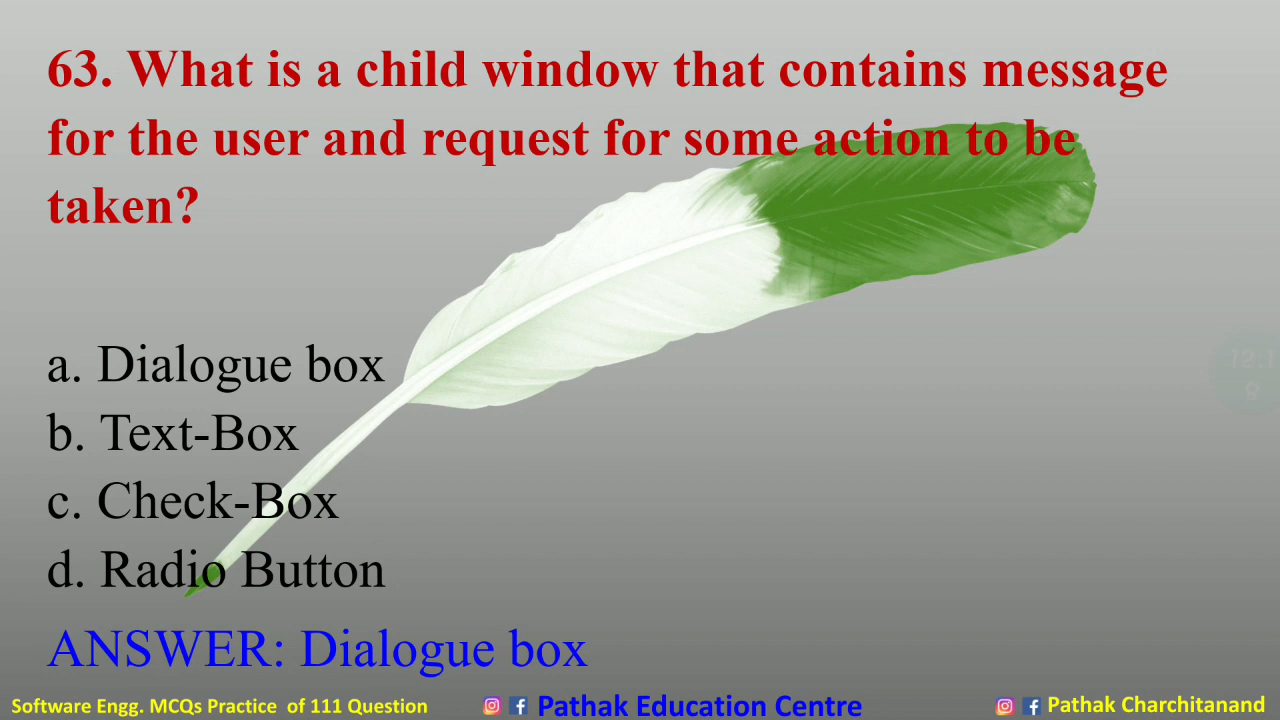 63. What is a child window that contains message
for the user and request for some action to be
taken?
a. Dialogue box
b. Text-Box
c. Check-Box
d. Radio Button
ANSWER: Dialogue box
Software Engg. MCQs Practice of 111 Question
Pathak Education Centre
Pathak Charchitanand